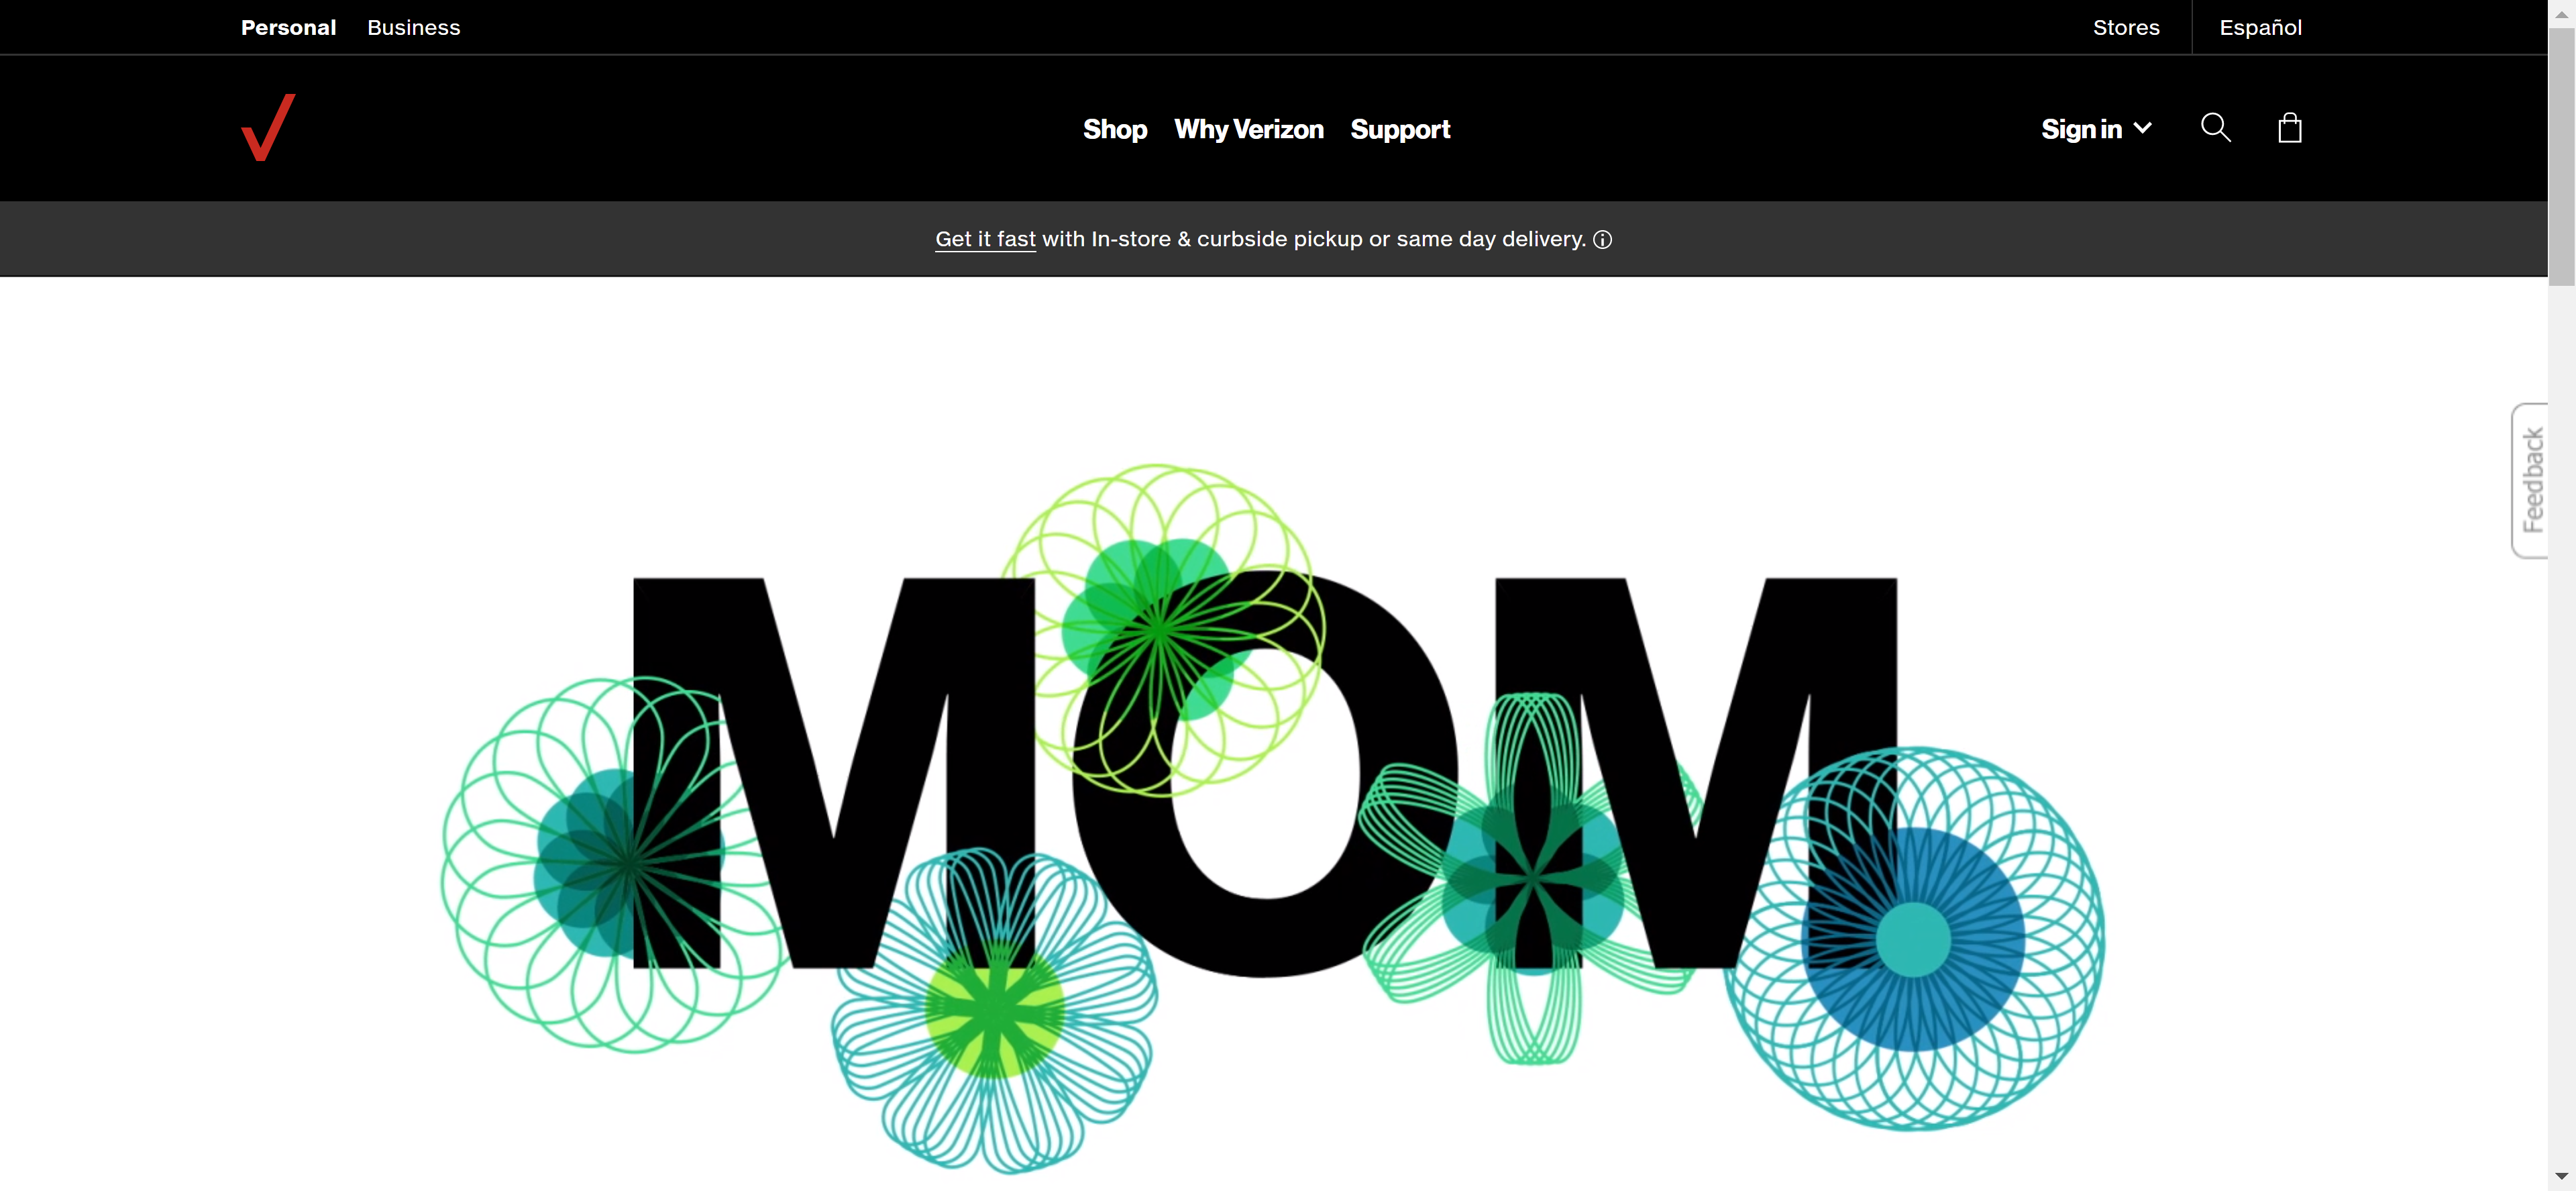 Personal Business Stores Español
Shop Why Verizon Support Sign in
Get it fast with In-store & curbside pickup or same day delivery.
Feedback
MOM